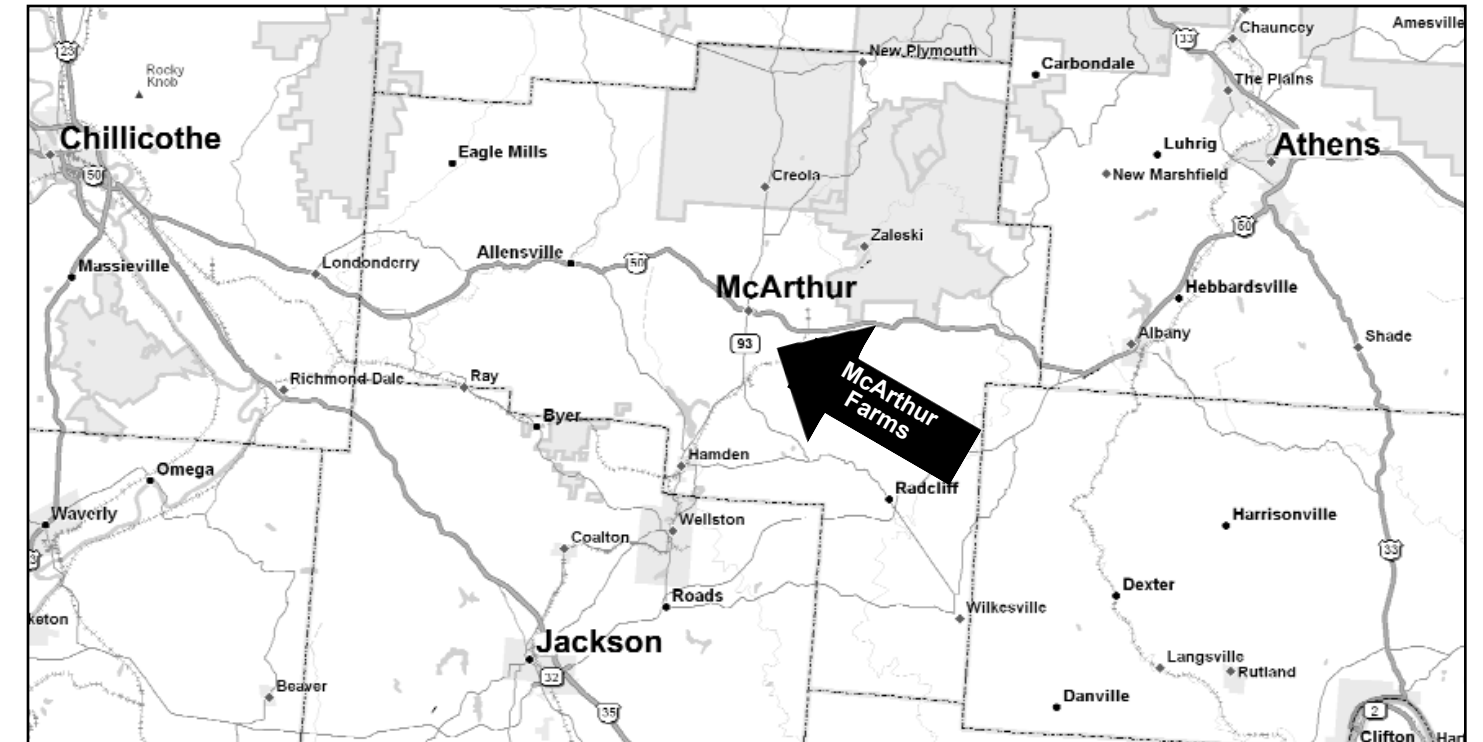 Amesville
Chauncey
33
23
New Plymouth
Carbondale
Rocky
Knob
The Plains
Chillicothe
Athens
Luhrig
Eagle Mills
50
Creola
New Marshfield
50
Zaleski
Allensville
Londonderry
50
Massieville
McArthur
Hebbardsville
Albany
Shade
93
McArthur
Farms
Richmond Dale
Ray
Byer
Hamden
Omega
Radcliff
Waverly
Wellston
Harrisonville
Coalton
33
3
Dexter
Roads
Wilkesville
keton
Jackson
Langsville
Rutland
32
Beaver
Danville
35
2
Clifton
Har